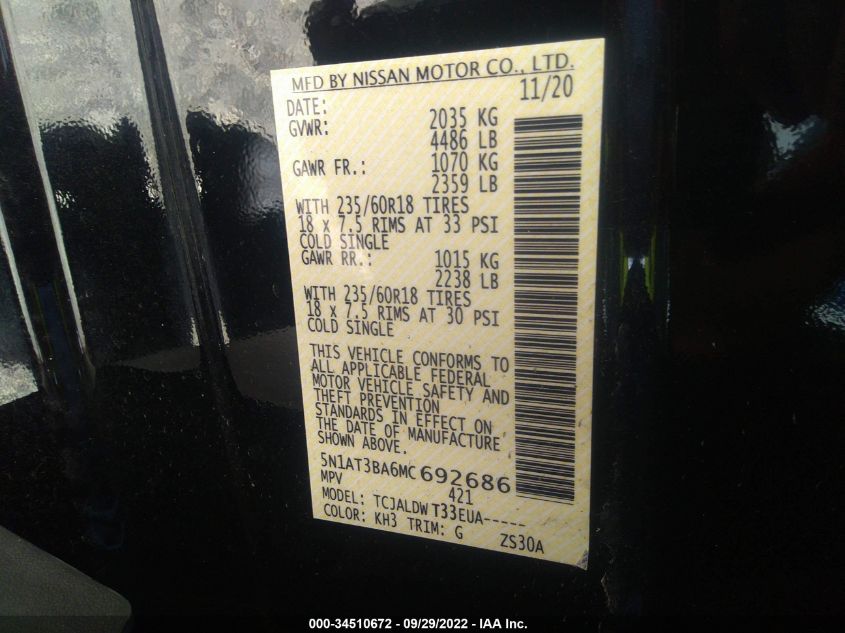 MFD BY NISSAN MOTOR CO., LTD.
DATE: 11/20
GVWR: 2035 KG
4486 LB
GAWR FR.: 1070 KG
2359 LB
WITH 235/60R18 TIRES
18 x 7.5 RIMS AT 33 PSI
COLD SINGLE
GAWR RR.: 1015 KG
2238 LB
WITH 235/60R18 TIRES
18 x 7.5 RIMS AT 30 PSI
COLD SINGLE
THIS VEHICLE CONFORMS TO
ALL APPLICABLE FEDERAL
MOTOR VEHICLE SAFETY AND
THEFT PREVENTION
STANDARDS IN EFFECT ON
THE DATE OF MANUFACTURE
SHOWN ABOVE.
5N1AT3BA6MC 692686
MPV 421
MODEL: TCJALDW T33EUA-----
COLOR: KH3 TRIM: G ZS30A
000-34510672 - 09/29/2022 - IAA Inc.